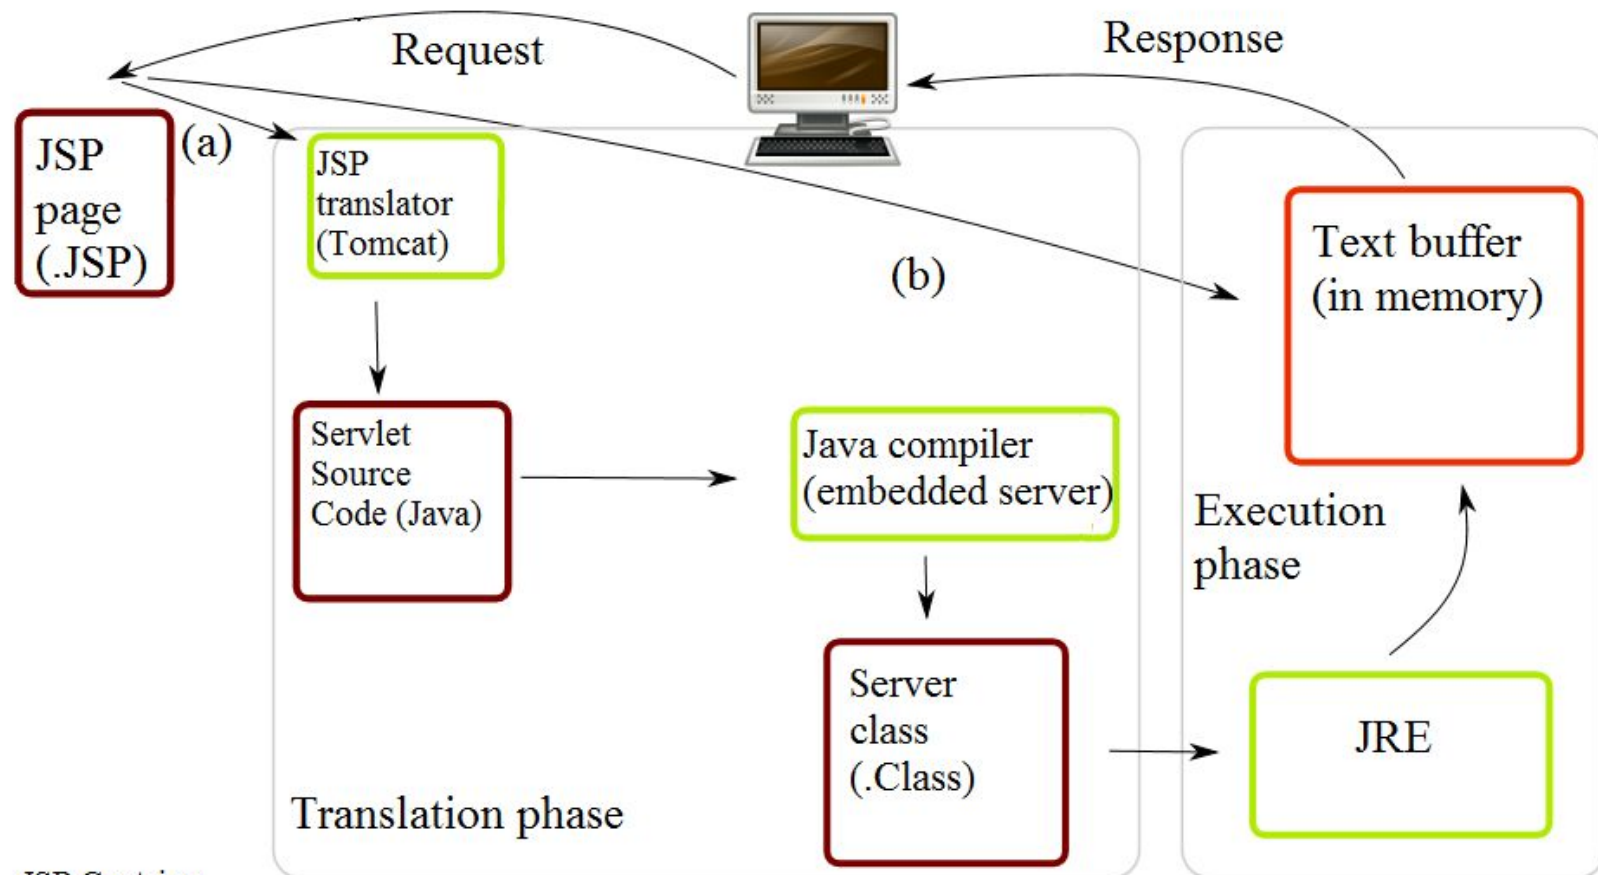 Request
Response
JSP
page
(.JSP)
(a)
JSP
translator
(Tomcat)
(b)
Text buffer
(in memory)
Servlet
Source
Code (Java)
Java compiler
(embedded server)
Execution
phase
Server
class
(.Class)
JRE
Translation phase
JSP